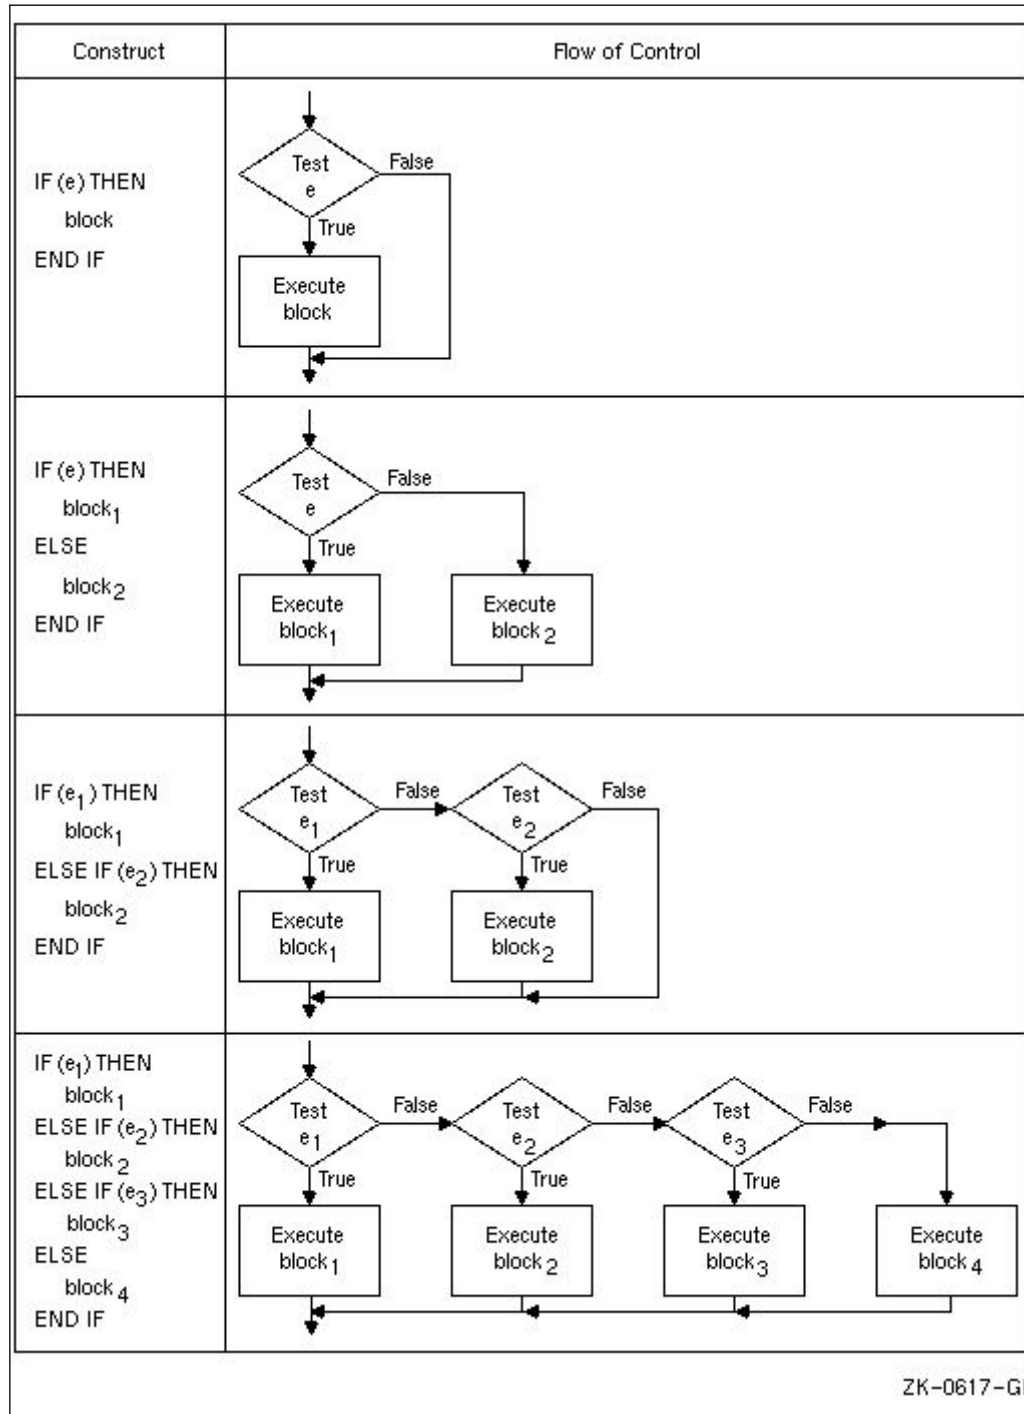 Construct
Flow of Control
IF (e) THEN
block
END IF
Test
e
False
True
Execute
block
IF (e) THEN
block1
ELSE
block2
END IF
Test
e
False
True
Execute
block1
Execute
block2
IF (e1) THEN
block1
ELSE IF (e2) THEN
block2
END IF
Test
e1
False
Test
e2
False
True
True
Execute
block1
Execute
block2
IF (e1) THEN
block1
ELSE IF (e2) THEN
block2
ELSE IF (e3) THEN
block3
ELSE
block4
END IF
Test
e1
False
Test
e2
False
Test
e3
False
True
True
True
Execute
block1
Execute
block2
Execute
block3
Execute
block4